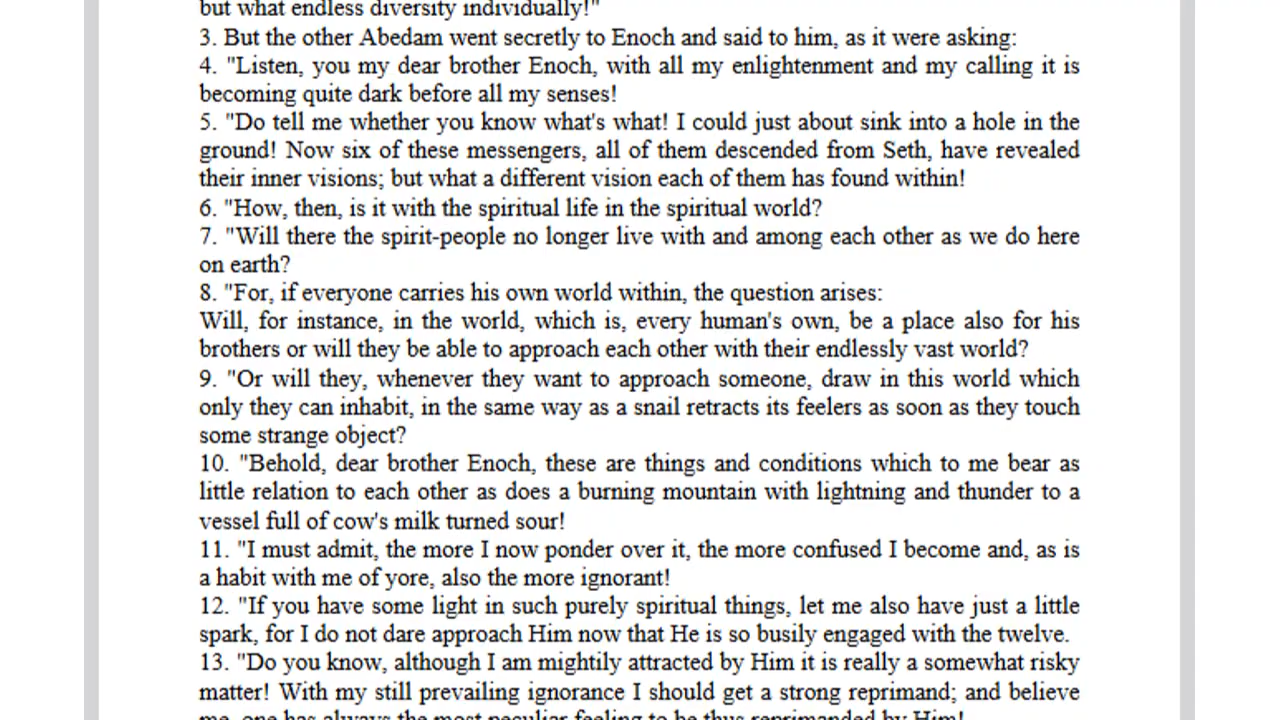 but what endless diversity individually!"
3. But the other Abedam went secretly to Enoch and said to him, as it were asking:
4. "Listen, you my dear brother Enoch, with all my enlightenment and my calling it is
becoming quite dark before all my senses!
5. "Do tell me whether you know what's what! I could just about sink into a hole in the
ground! Now six of these messengers, all of them descended from Seth, have revealed
their inner visions; but what a different vision each of them has found within!
6. "How, then, is it with the spiritual life in the spiritual world?
7. "Will there the spirit-people no longer live with and among each other as we do here
on earth?
8. "For, if everyone carries his own world within, the question arises:
Will, for instance, in the world, which is, every human's own, be a place also for his
brothers or will they be able to approach each other with their endlessly vast world?
9. "Or will they, whenever they want to approach someone, draw in this world which
only they can inhabit, in the same way as a snail retracts its feelers as soon as they touch
some strange object?
10. "Behold, dear brother Enoch, these are things and conditions which to me bear as
little relation to each other as does a burning mountain with lightning and thunder to a
vessel full of cow's milk turned sour!
11. "I must admit, the more I now ponder over it, the more confused I become and, as is
a habit with me of yore, also the more ignorant!
12. "If you have some light in such purely spiritual things, let me also have just a little
spark, for I do not dare approach Him now that He is so busily engaged with the twelve.
13. "Do you know, although I am mightily attracted by Him it is really a somewhat risky
matter! With my still prevailing ignorance I should get a strong reprimand; and believe
me, one has always the most peculiar feeling to be thus reprimanded by Him!